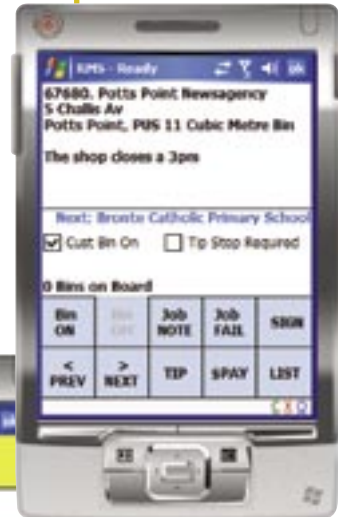 RMS - Ready ok
67680. Potts Point Newsagency
5 Challis Av
Potts Point, PUS 11 Cubic Metre Bin
The shop closes a 3pm
Next: Bronte Catholic Primary School
Cust Bin On Tip Stop Required
0 Bins on Board
Bin ON Bin OFF Job NOTE Job FAIL SIGN
< PREV > NEXT TIP $PAY LIST
C X O